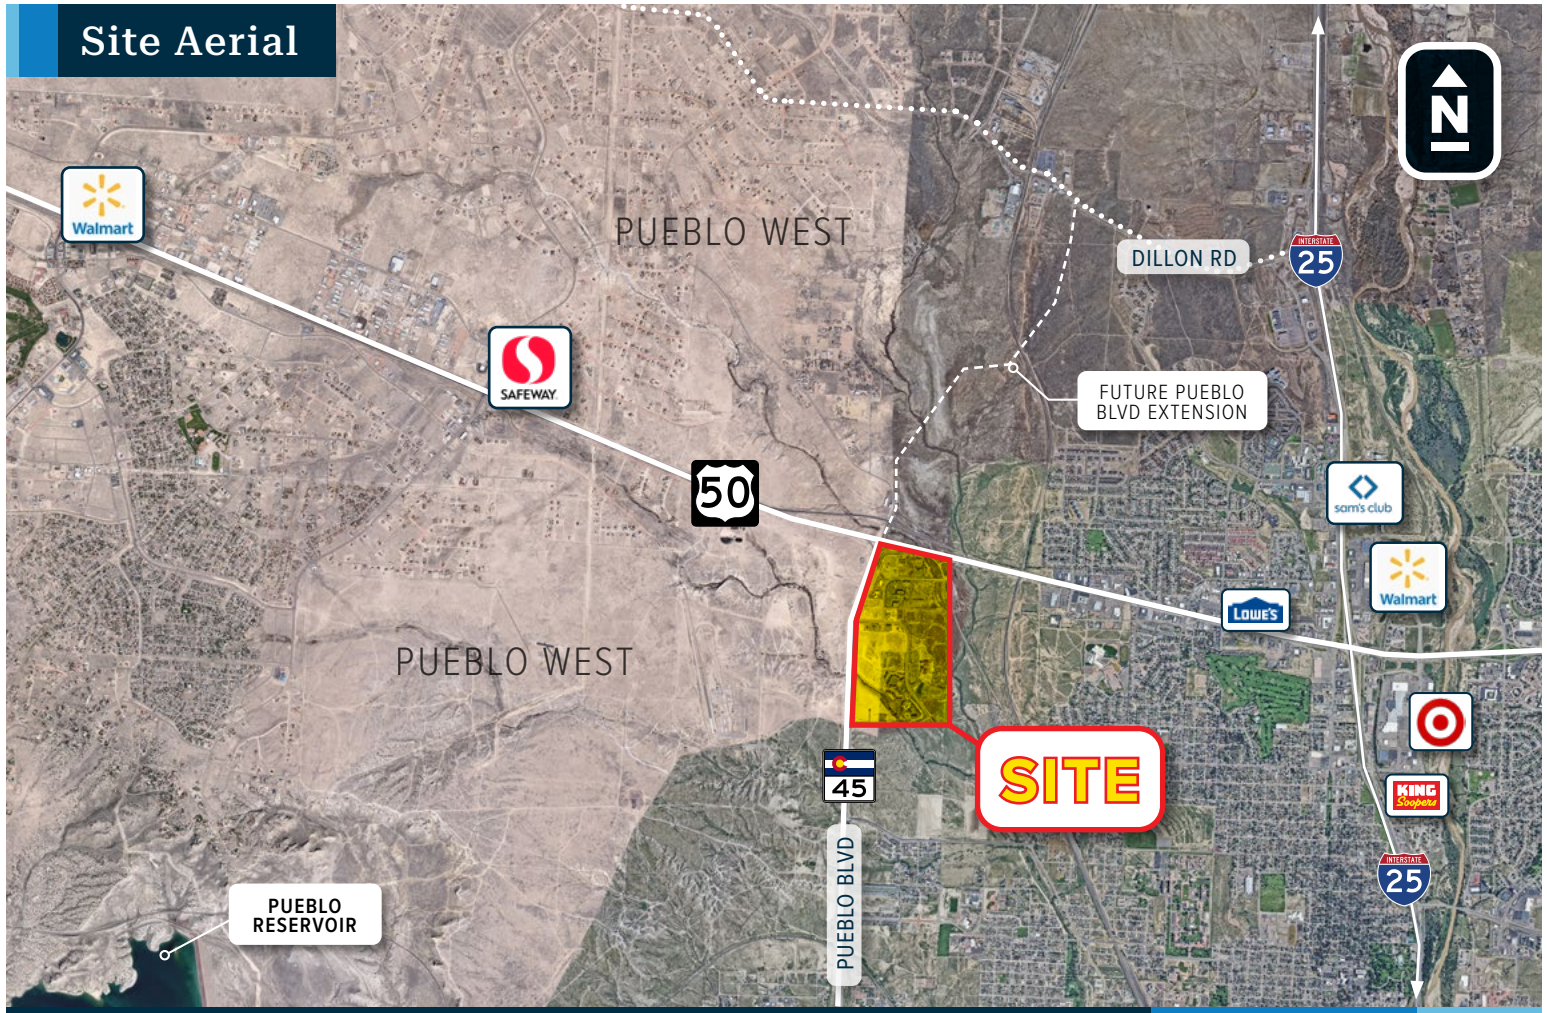 Site Aerial
N
Walmart
PUEBLO WEST
DILLON RD
INTERSTATE
25
SAFEWAY
FUTURE PUEBLO
BLVD EXTENSION
50
sam's club
Walmart
LOWE'S
PUEBLO WEST
SITE
45
KING
Soopers
PUEBLO BLVD
INTERSTATE
25
PUEBLO
RESERVOIR